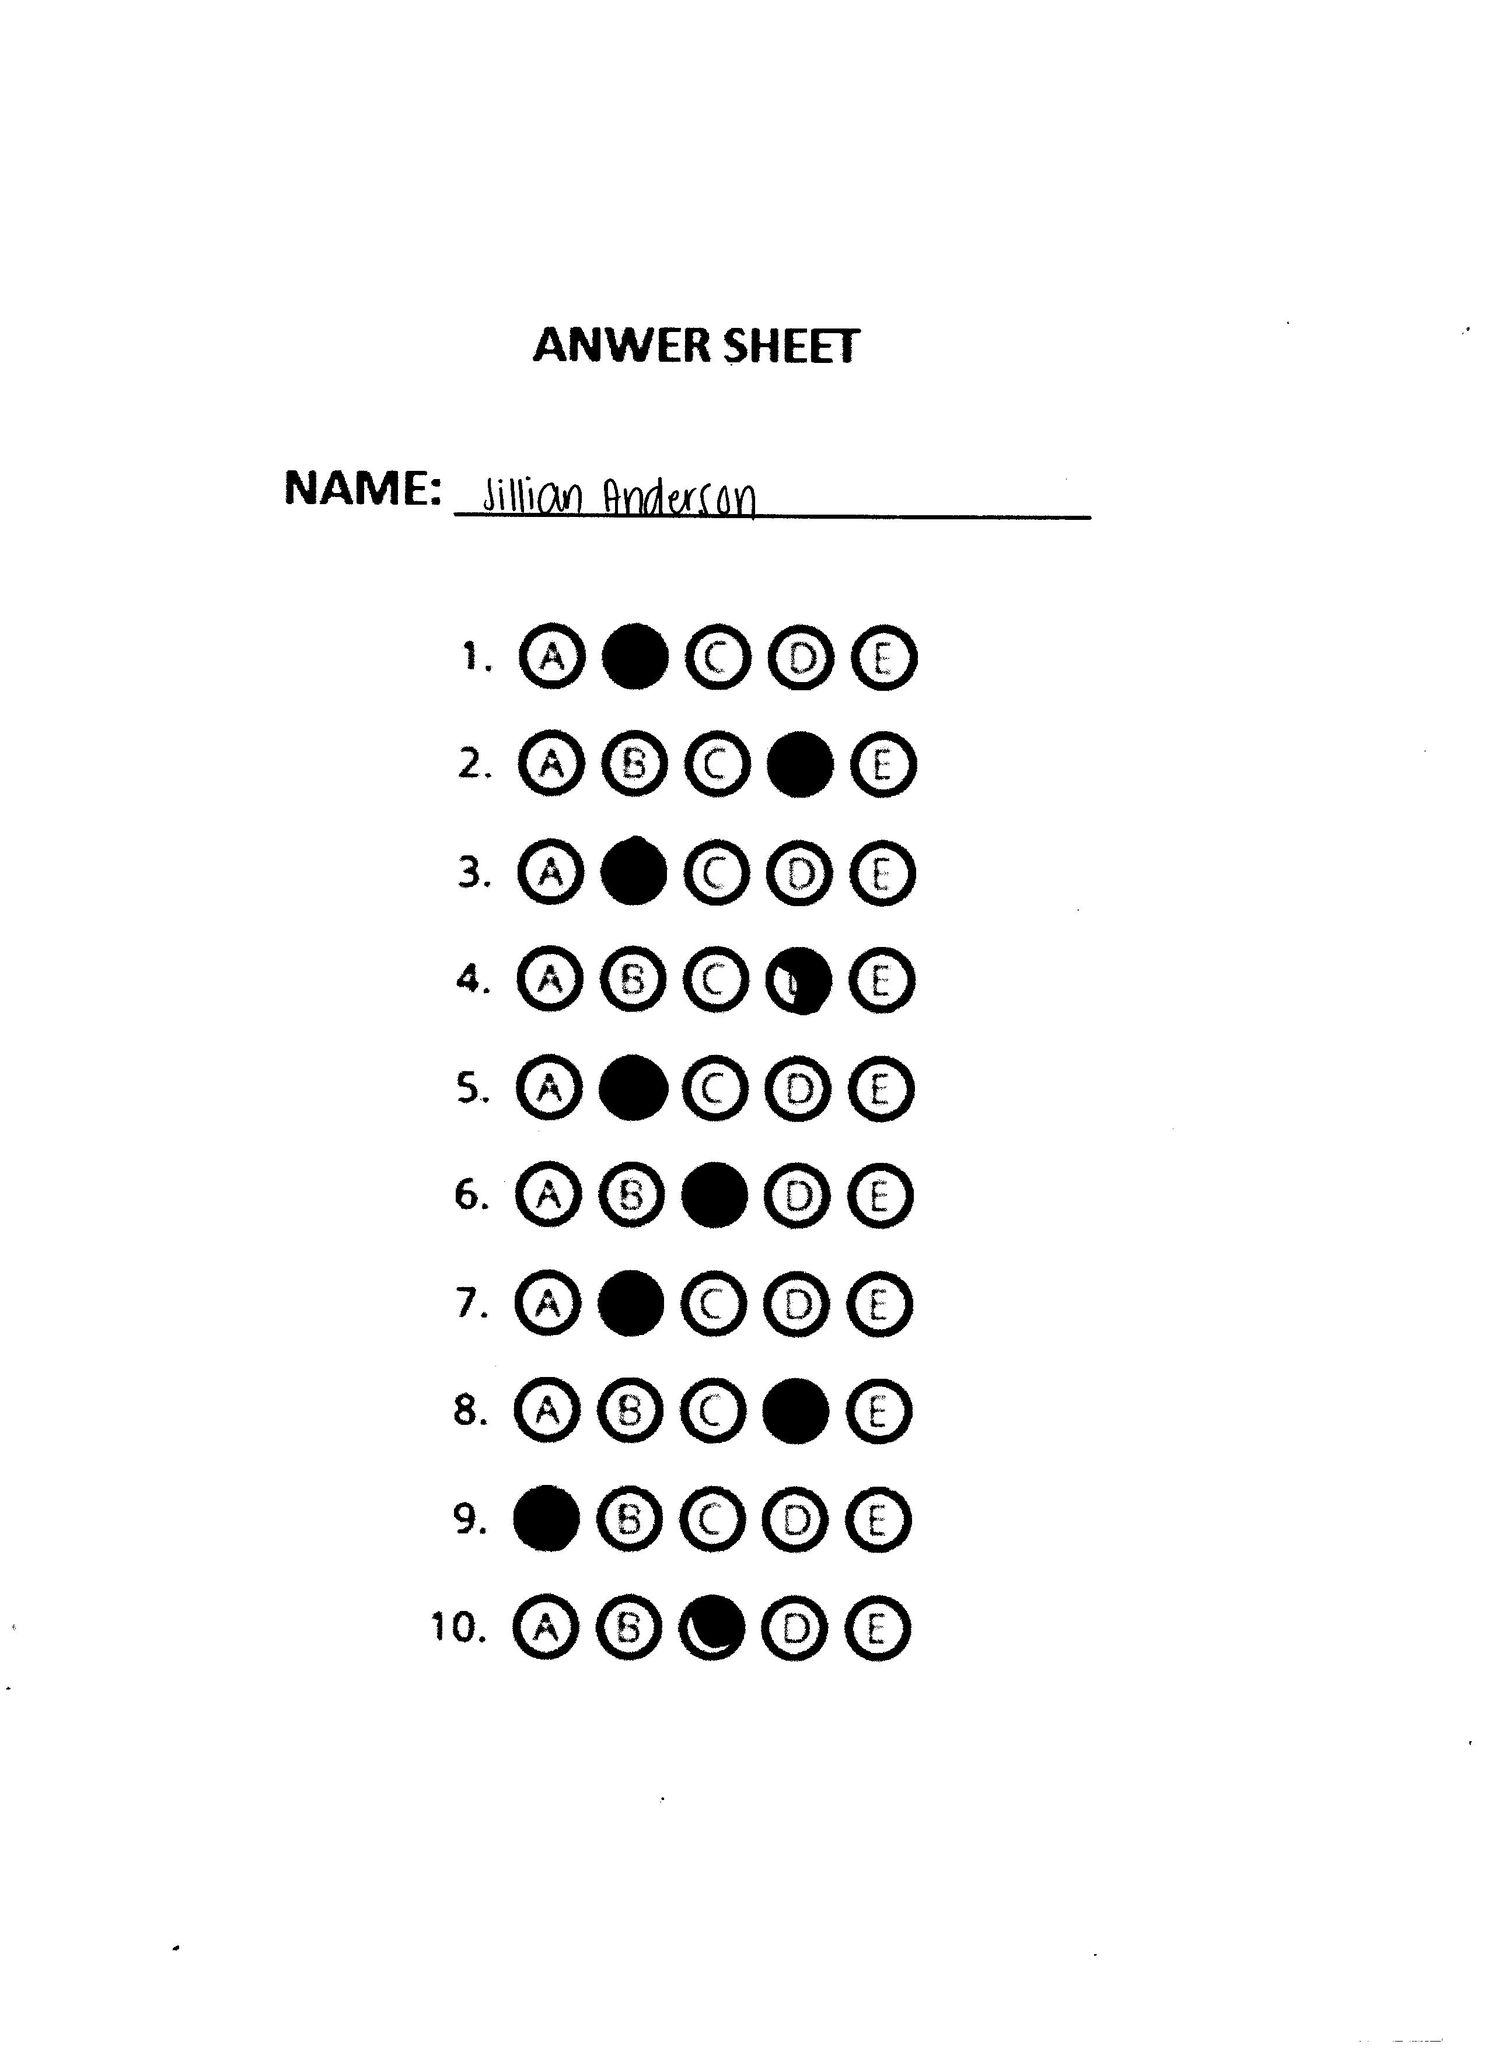 ANWER SHEET
NAME: Jillian Anderson
1. A C D E
2. A B C E
3. A C D E
4. A B C E
5. A C D E
6. A B D E
7. A C D E
8. A B C E
9. B C D E
10. A B D E